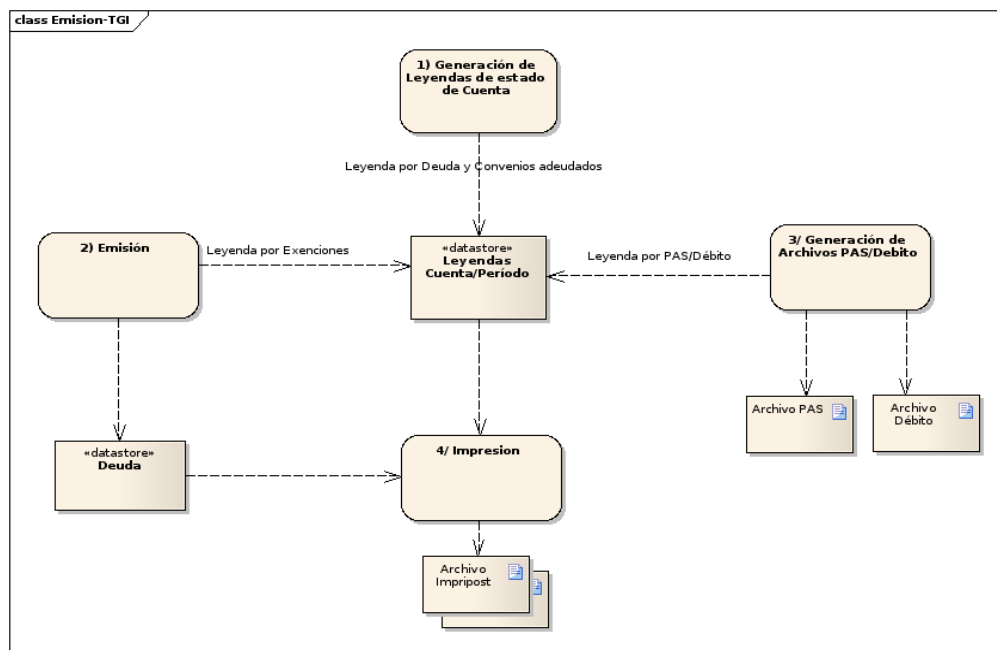 class Emision-TGI
1) Generación de
Leyendas de estado
de Cuenta
Leyenda por Deuda y Convenios adeudados
2) Emisión
Leyenda por Exenciones
«datastore»
Leyendas
Cuenta/Período
Leyenda por PAS/Débito
3/ Generación de
Archivos PAS/Debito
Archivo PAS
Archivo
Débito
«datastore»
Deuda
4/ Impresion
Archivo
Impripost